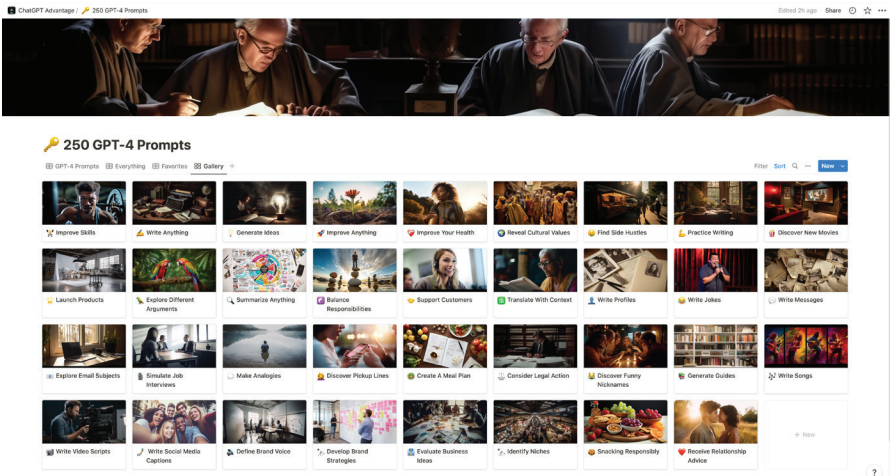 ChatGPT Advantage / 250 GPT-4 Prompts
Edited 2h ago Share
250 GPT-4 Prompts
GPT-4 Prompts Everything Favorites Gallery +
Filter Sort New
Improve Skills
Write Anything
Generate Ideas
Improve Anything
Improve Your Health
Reveal Cultural Values
Find Side Hustles
Practice Writing
Discover New Movies
Launch Products
Explore Different
Arguments
Summarize Anything
Balance
Responsibilities
Support Customers
Translate With Context
Write Profiles
Write Jokes
Write Messages
Explore Email Subjects
Simulate Job
Interviews
Make Analogies
Discover Pickup Lines
Create A Meal Plan
Consider Legal Action
Discover Funny
Nicknames
Generate Guides
Write Songs
Write Video Scripts
Write Social Media
Captions
Define Brand Voice
Develop Brand
Strategies
Evaluate Business
Ideas
Identify Niches
Snacking Responsibly
Receive Relationship
Advice
+ New
?